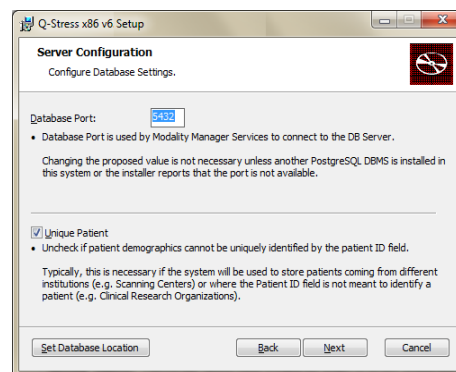 Q-Stress x86 v6 Setup
Server Configuration
Configure Database Settings.
Database Port:
5432
• Database Port is used by Modality Manager Services to connect to the DB Server.
Changing the proposed value is not necessary unless another PostgreSQL DBMS is installed in
this system or the installer reports that the port is not available.
Unique Patient
• Uncheck if patient demographics cannot be uniquely identified by the patient ID field.
Typically, this is necessary if the system will be used to store patients coming from different
institutions (e.g. Scanning Centers) or where the Patient ID field is not meant to identify a
patient (e.g. Clinical Research Organizations).
Set Database Location
Back
Next
Cancel